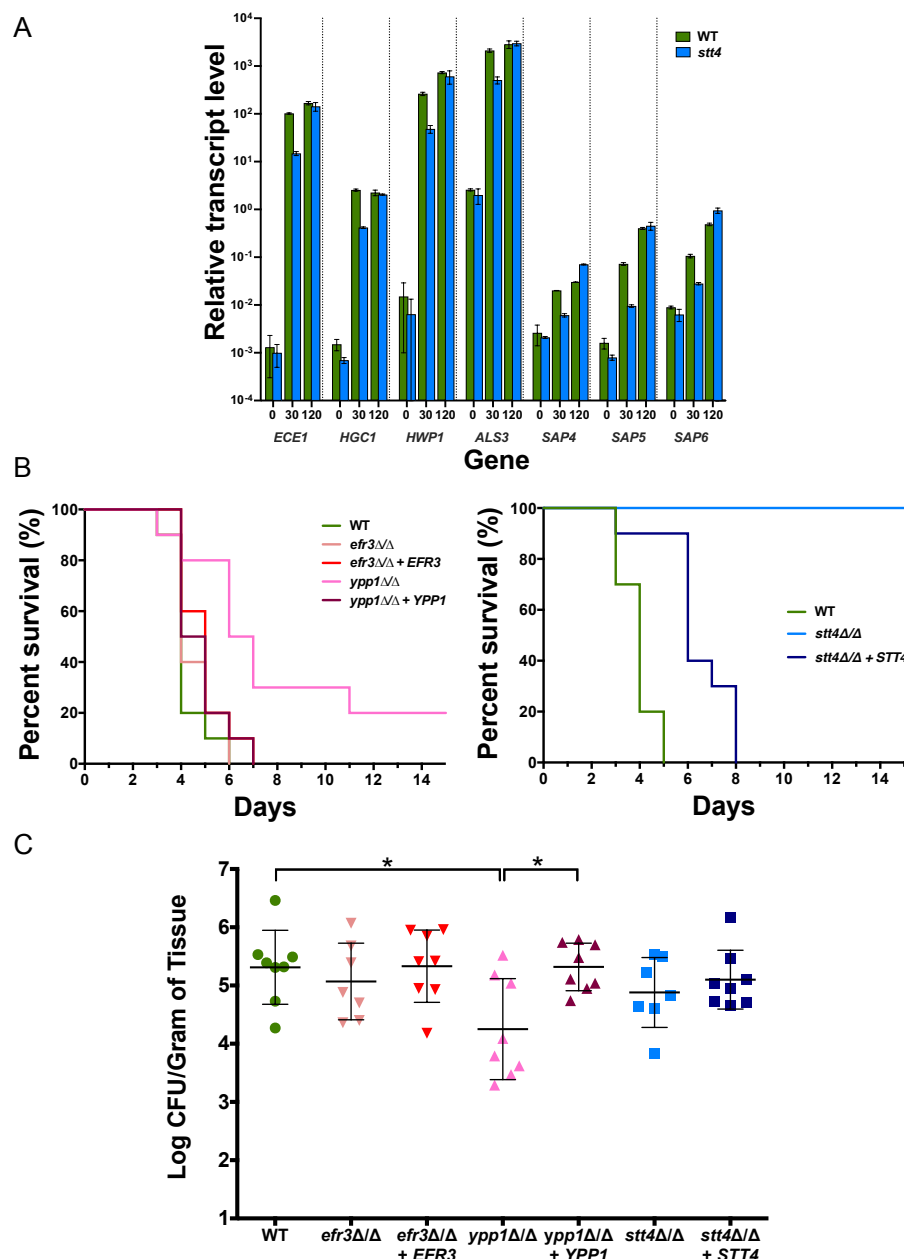 A
WT
stt4
Relative transcript level
10³
10²
10¹
10⁰
10⁻¹
10⁻²
10⁻³
10⁻⁴
0 30 120 0 30 120 0 30 120 0 30 120 0 30 120 0 30 120 0 30 120
ECE1 HGC1 HWP1 ALS3 SAP4 SAP5 SAP6
Gene
B
Percent survival (%)
100
80
60
40
20
0
0 2 4 6 8 10 12 14
Days
WT
efr3Δ/Δ
efr3Δ/Δ + EFR3
ypp1Δ/Δ
ypp1Δ/Δ + YPP1
Percent survival (%)
100
80
60
40
20
0
0 2 4 6 8 10 12 14
Days
WT
stt4Δ/Δ
stt4Δ/Δ + STT4
C
Log CFU/Gram of Tissue
7
6
5
4
3
2
1
* *
WT efr3Δ/Δ efr3Δ/Δ ypp1Δ/Δ ypp1Δ/Δ stt4Δ/Δ stt4Δ/Δ
+ EFR3 + YPP1 + STT4